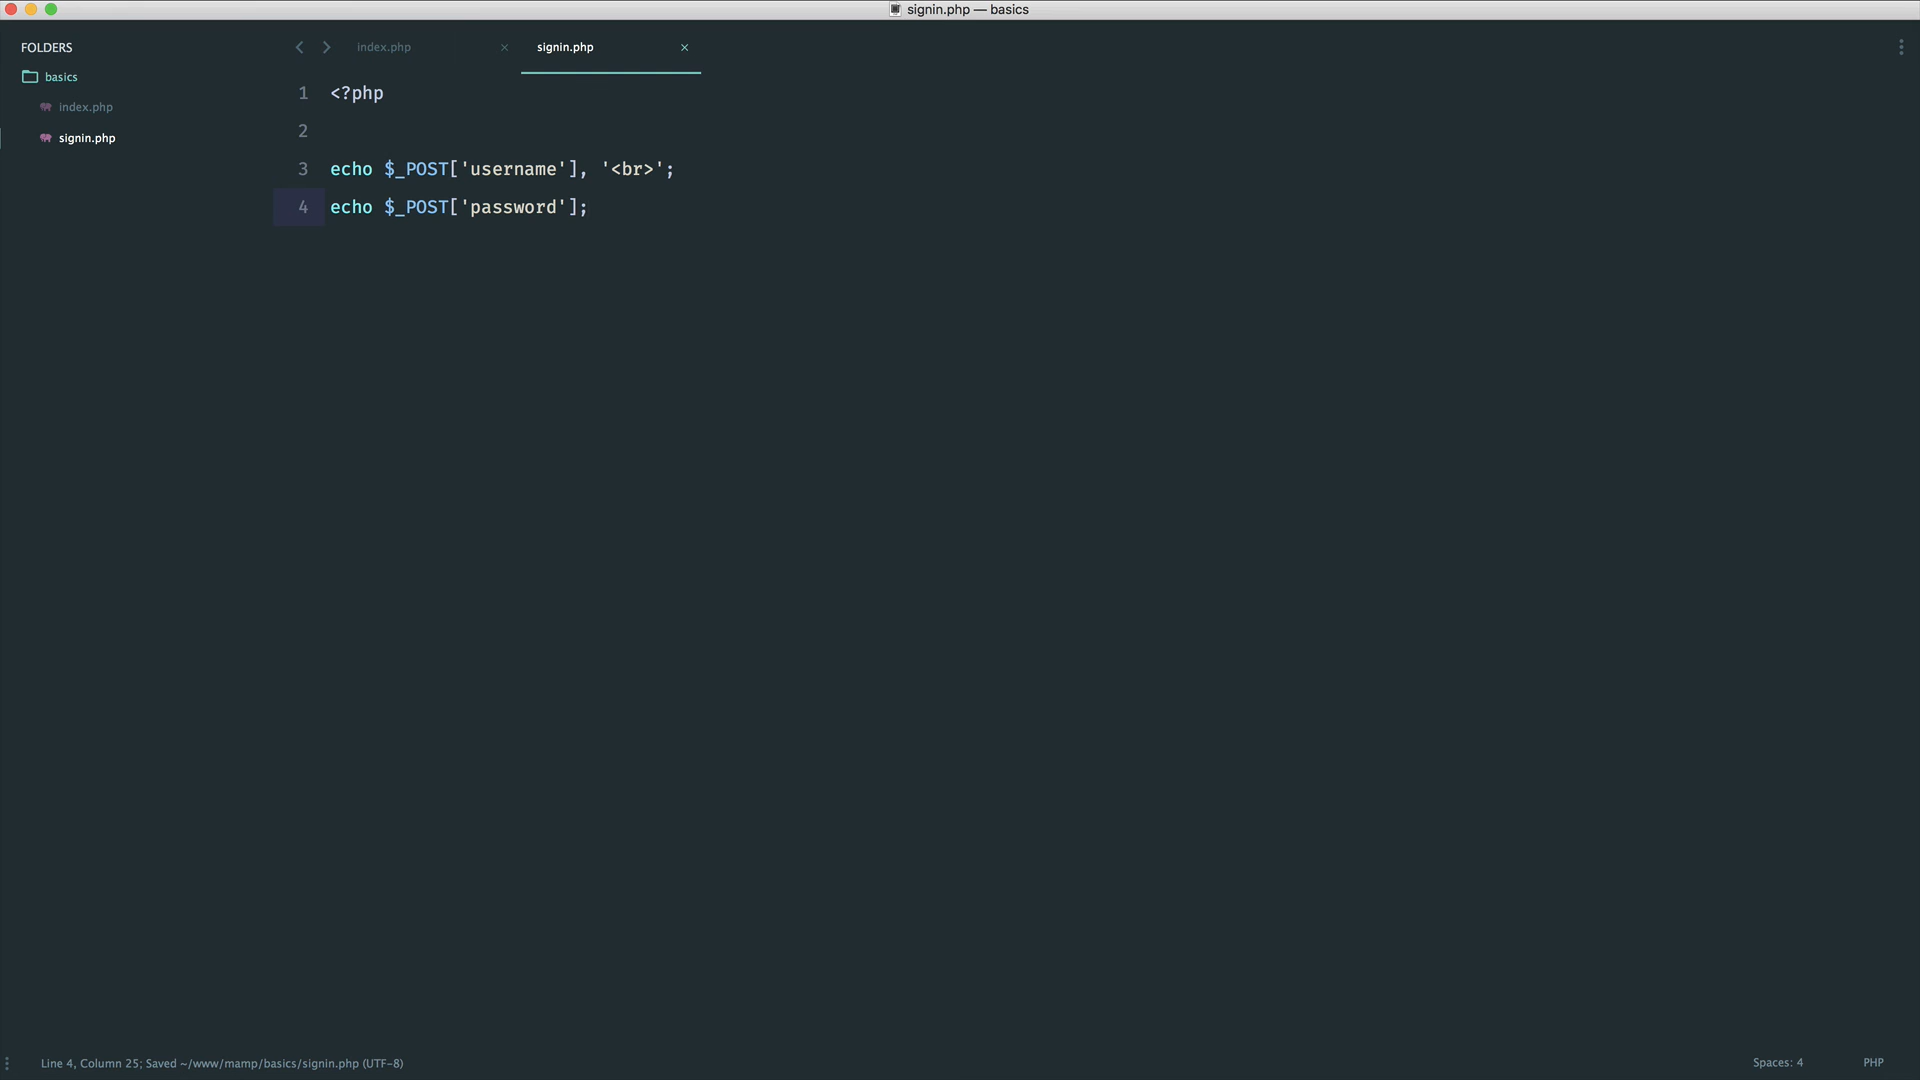 signin.php — basics
FOLDERS
basics
index.php
signin.php
index.php
signin.php
1 <?php
2
3 echo $_POST['username'], '<br>';
4 echo $_POST['password'];
Line 4, Column 25; Saved ~/www/mamp/basics/signin.php (UTF-8)
Spaces: 4
PHP